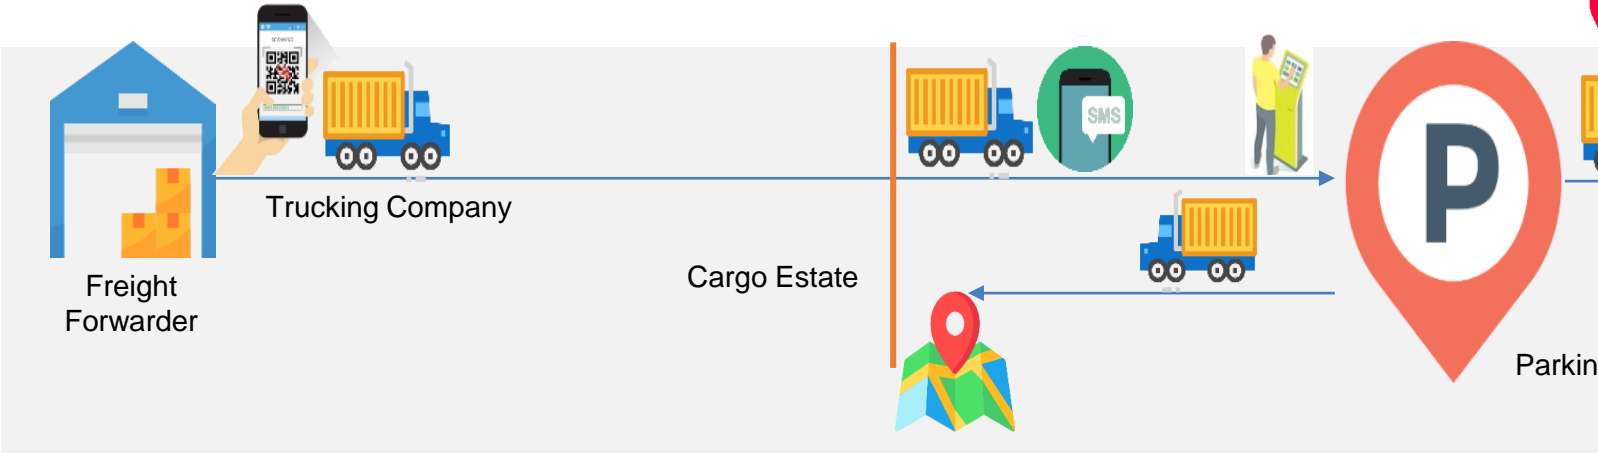 Trucking Company
SMS
P
Cargo Estate
Freight
Forwarder
Parkin